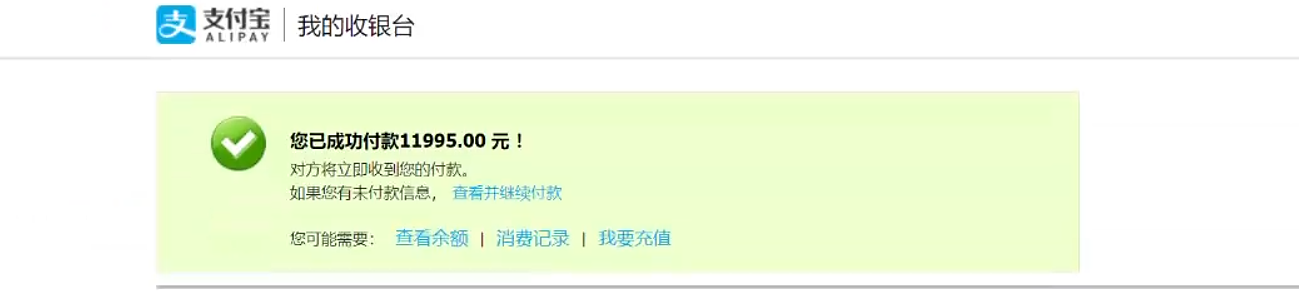 支付宝 ALIPAY 我的收银台
您已成功付款11995.00 元！
对方将立即收到您的付款。
如果您有未付款信息， 查看并继续付款
您可能需要： 查看余额 | 消费记录 | 我要充值